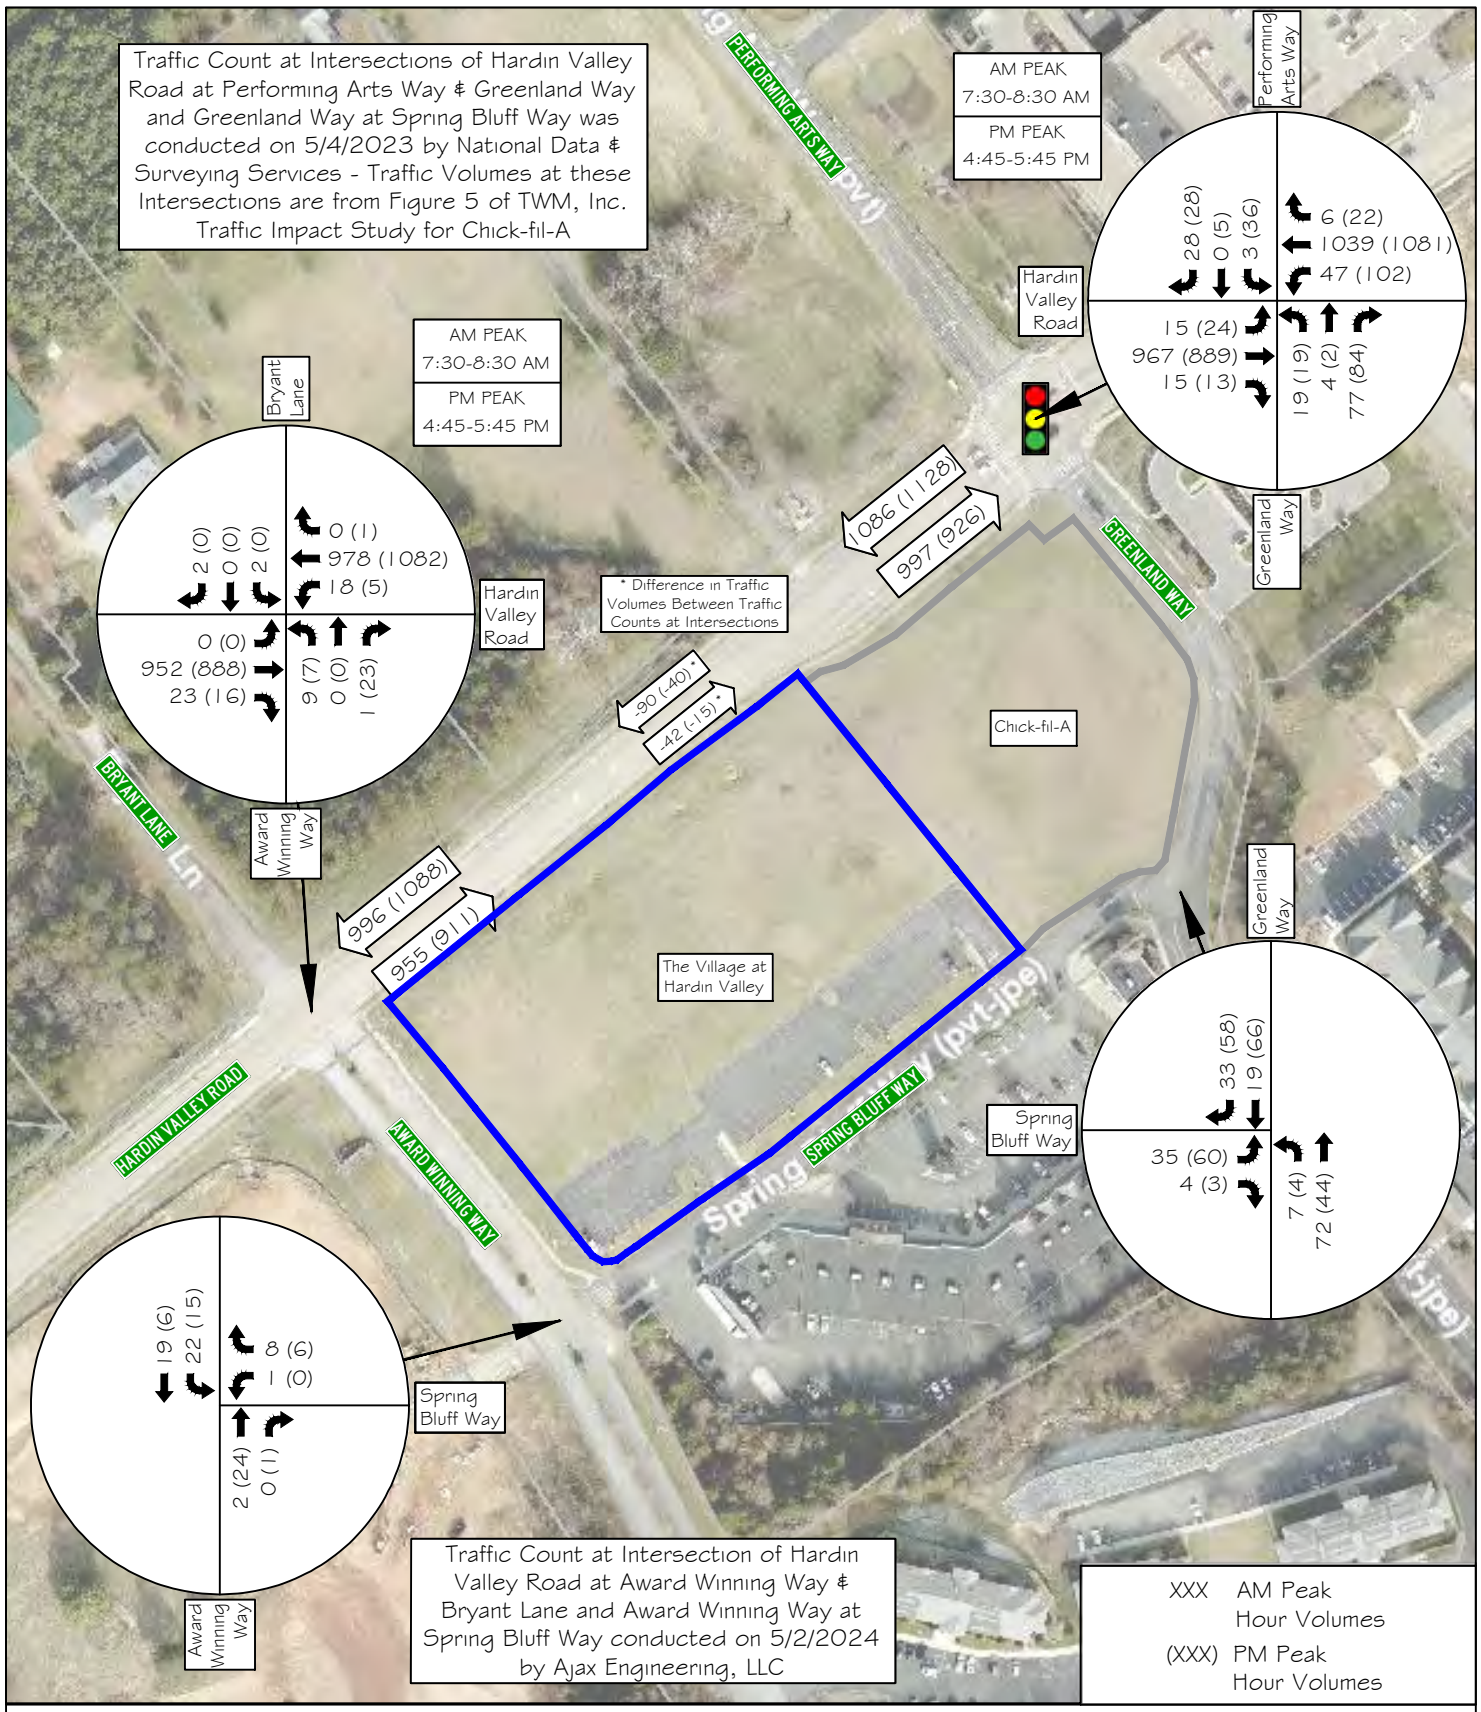 Traffic Count at Intersections of Hardin Valley
Road at Performing Arts Way & Greenland Way
and Greenland Way at Spring Bluff Way was
conducted on 5/4/2023 by National Data &
Surveying Services - Traffic Volumes at these
Intersections are from Figure 5 of TWM, Inc.
Traffic Impact Study for Chick-fil-A
PERFORMING ARTS WAY
(pvt)
AM PEAK
7:30-8:30 AM
PM PEAK
4:45-5:45 PM
Performing
Arts Way
28 (28)
0 (5)
3 (36)
6 (22)
1039 (1081)
47 (102)
Hardin
Valley
Road
15 (24)
967 (889)
15 (13)
19 (19)
4 (2)
77 (84)
Greenland
Way
AM PEAK
7:30-8:30 AM
PM PEAK
4:45-5:45 PM
Bryant
Lane
2 (0)
0 (0)
2 (0)
0 (1)
978 (1082)
18 (5)
Hardin
Valley
Road
0 (0)
952 (888)
23 (16)
9 (7)
0 (0)
1 (23)
Award
Winning
Way
1086 (1128)
997 (926)
GREENLAND WAY
* Difference in Traffic
Volumes Between Traffic
Counts at Intersections
-90 (-40) *
-42 (-15) *
Chick-fil-A
BRYANT LANE
Ln
996 (1088)
955 (911)
The Village at
Hardin Valley
Greenland
Way
33 (58)
19 (66)
Spring
Bluff Way
35 (60)
4 (3)
7 (4)
72 (44)
HARDIN VALLEY ROAD
AWARD WINNING WAY
SPRING BLUFF WAY
Spring Way (pvt-jpe)
t-jpe)
19 (6)
22 (15)
8 (6)
1 (0)
Spring
Bluff Way
2 (24)
0 (1)
Award
Winning
Way
Traffic Count at Intersection of Hardin
Valley Road at Award Winning Way &
Bryant Lane and Award Winning Way at
Spring Bluff Way conducted on 5/2/2024
by Ajax Engineering, LLC
XXX AM Peak
Hour Volumes
(XXX) PM Peak
Hour Volumes